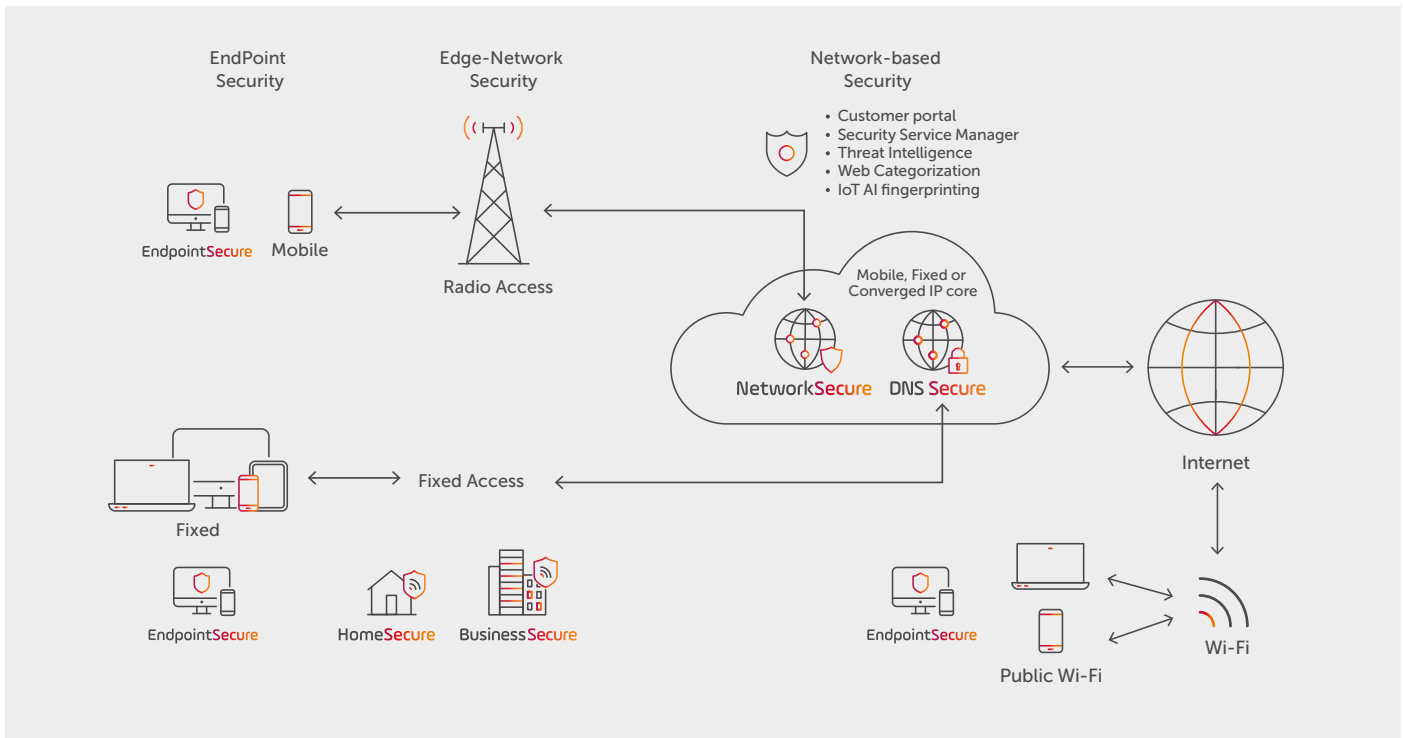 EndPoint
Security
Edge-Network
Security
Network-based
Security
• Customer portal
• Security Service Manager
• Threat Intelligence
• Web Categorization
• IoT AI fingerprinting
EndpointSecure
Mobile
Radio Access
Mobile, Fixed or
Converged IP core
NetworkSecure
DNS Secure
Internet
Fixed Access
Fixed
EndpointSecure
HomeSecure
BusinessSecure
EndpointSecure
Public Wi-Fi
Wi-Fi